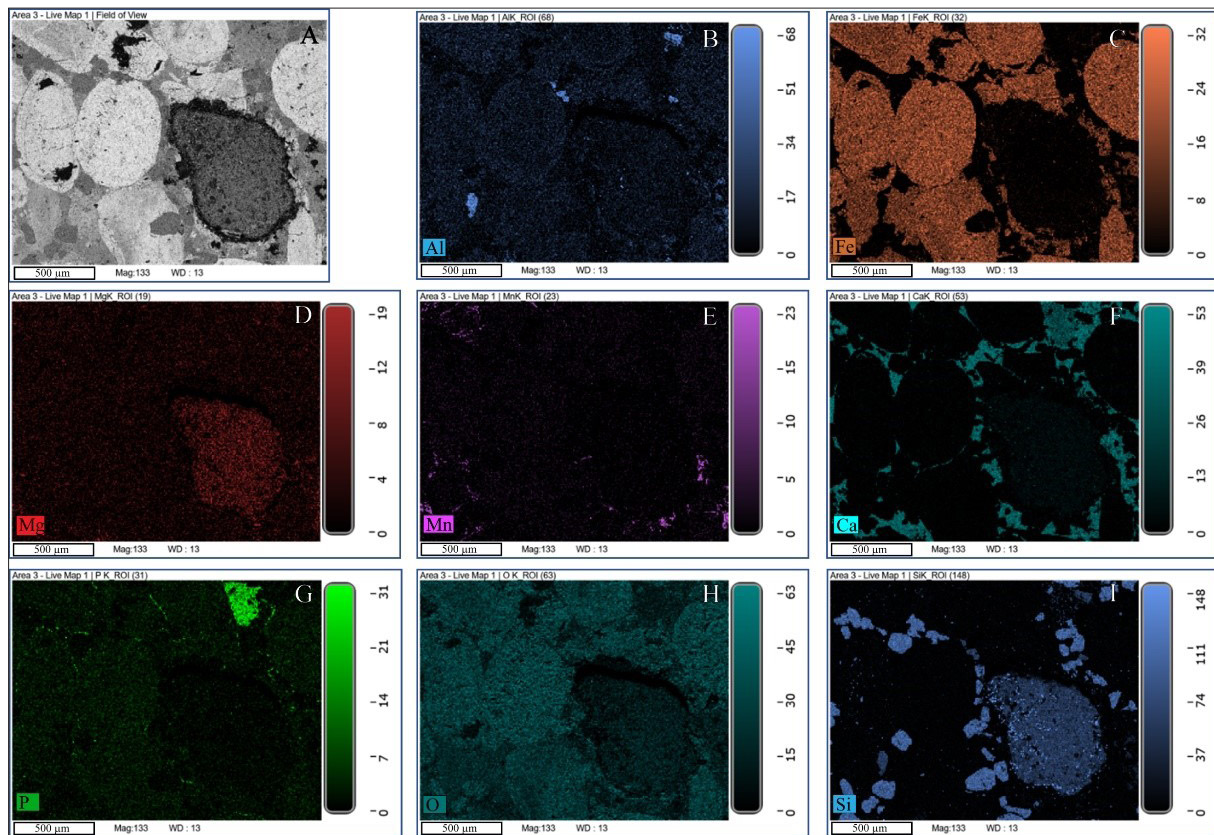 Area 3 - Live Map 1 | Field of View
A
500 µm Mag:133 WD : 13
Area 3 - Live Map 1 | AlK_ROI (68)
B
68
51
34
17
0
Al
500 µm Mag:133 WD : 13
Area 3 - Live Map 1 | FeK_ROI (32)
C
32
24
16
8
0
Fe
500 µm Mag:133 WD : 13
Area 3 - Live Map 1 | MgK_ROI (19)
D
19
12
8
4
0
Mg
500 µm Mag:133 WD : 13
Area 3 - Live Map 1 | MnK_ROI (23)
E
23
15
10
5
0
Mn
500 µm Mag:133 WD : 13
Area 3 - Live Map 1 | CaK_ROI (53)
F
53
39
26
13
0
Ca
500 µm Mag:133 WD : 13
Area 3 - Live Map 1 | P K_ROI (31)
G
31
21
14
7
0
P
500 µm Mag:133 WD : 13
Area 3 - Live Map 1 | O K_ROI (63)
H
63
45
30
15
0
O
500 µm Mag:133 WD : 13
Area 3 - Live Map 1 | SiK_ROI (148)
I
148
111
74
37
0
Si
500 µm Mag:133 WD : 13